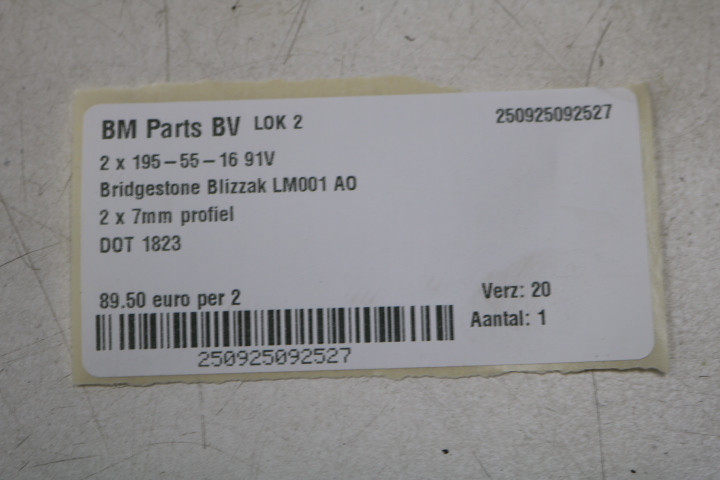 BM Parts BV LOK 2 250925092527
2 x 195-55-16 91V
Bridgestone Blizzak LM001 AO
2 x 7mm profiel
DOT 1823
89.50 euro per 2 Verz: 20
Aantal: 1
250925092527